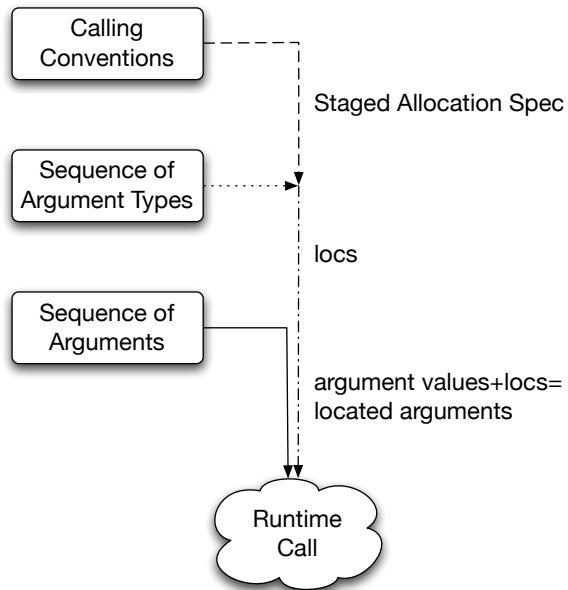 Calling
Conventions
Staged Allocation Spec
Sequence of
Argument Types
locs
Sequence of
Arguments
argument values+locs=
located arguments
Runtime
Call